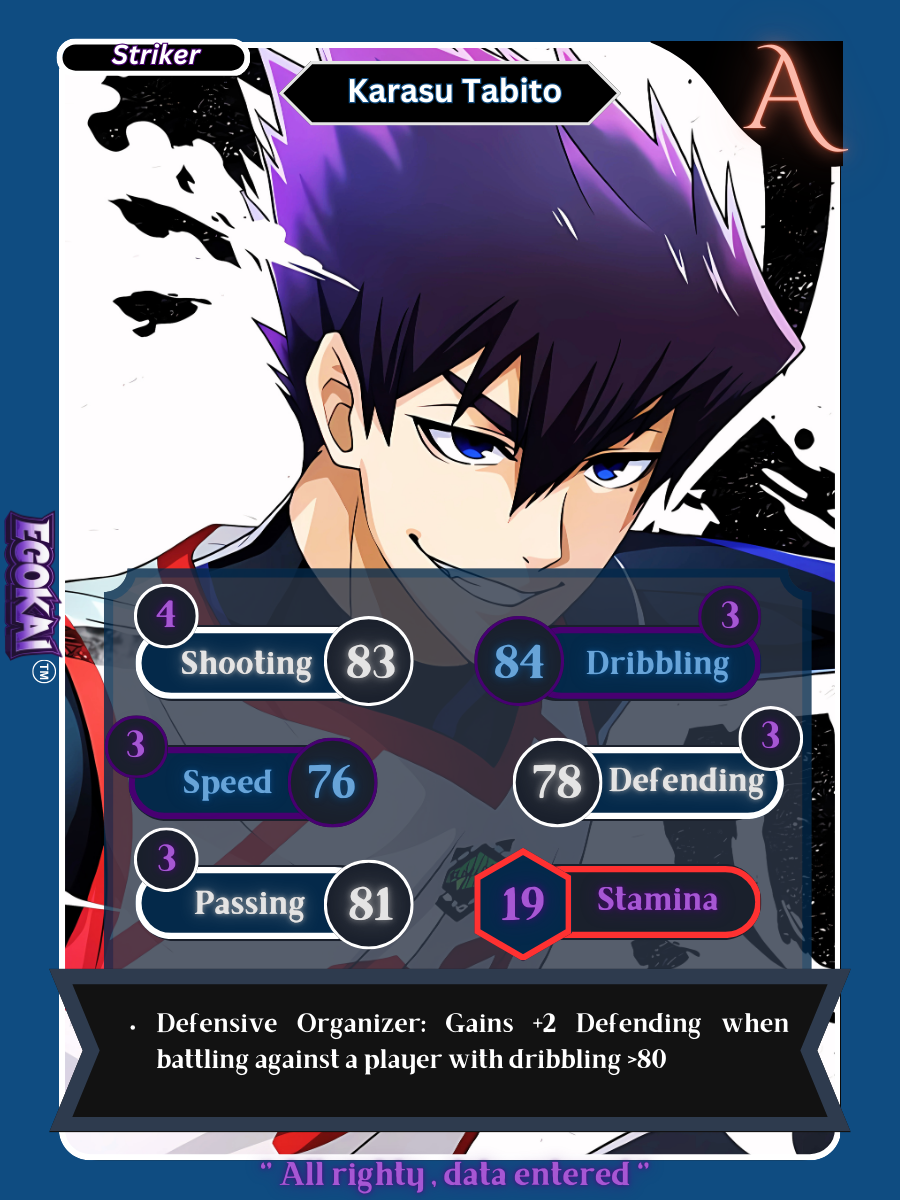 Striker
Karasu Tabito
A
EGOKAI
TM
4
Shooting 83
3
84 Dribbling
3
Speed 76
3
78 Defending
3
Passing 81
19 Stamina
• Defensive Organizer: Gains +2 Defending when
battling against a player with dribbling >80
“ All righty , data entered “